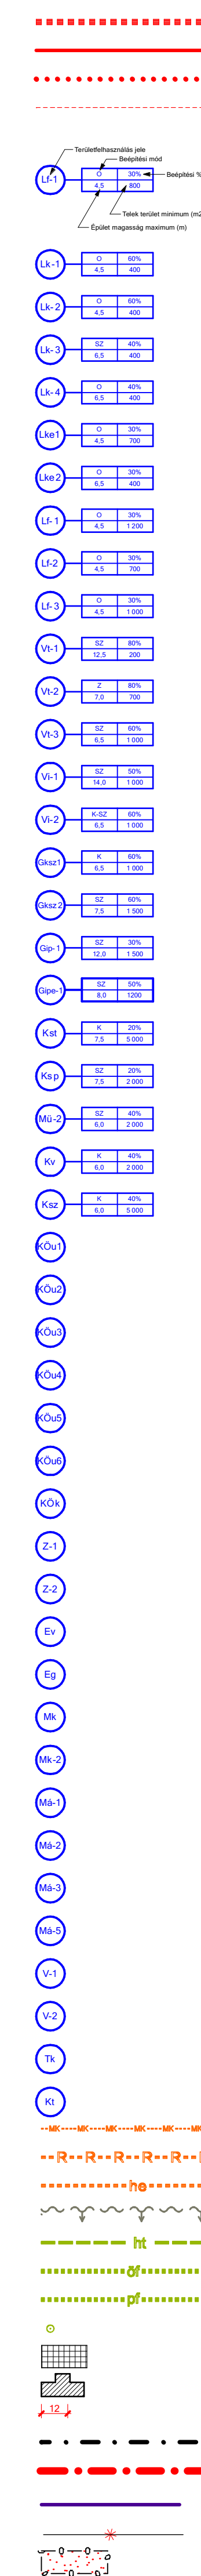 Területfelhasználás jele
Beépítési mód
Lf-1 O 30% Beépítési %
4,5 800
Telek terület minimum (m2
Épület magasság maximum (m)
Lk-1 O 60%
4,5 400
Lk-2 O 60%
4,5 400
Lk-3 SZ 40%
6,5 400
Lk-4 O 40%
6,5 400
Lke1 O 30%
4,5 700
Lke2 O 30%
6,5 400
Lf-1 O 30%
4,5 1 200
Lf-2 O 30%
4,5 700
Lf-3 O 30%
4,5 1 000
Vt-1 SZ 80%
12,5 200
Vt-2 Z 80%
7,0 700
Vt-3 SZ 60%
6,5 1 000
Vi-1 SZ 50%
14,0 1 000
Vi-2 K-SZ 60%
6,5 1 000
Gksz1 K 60%
6,5 1 000
Gksz2 SZ 60%
7,5 1 500
Gip-1 SZ 30%
12,0 1 500
Gipe-1 SZ 50%
8,0 1200
Kst K 20%
7,5 5 000
Ksp SZ 20%
7,5 2 000
Mü-2 SZ 40%
6,0 2 000
Kv K 40%
6,0 2 000
Ksz K 40%
6,0 5 000
KÖu1
KÖu2
KÖu3
KÖu4
KÖu5
KÖu6
KÖk
Z-1
Z-2
Ev
Eg
Mk
Mk-2
Má-1
Má-2
Má-3
Má-5
V-1
V-2
Tk
Kt
MK MK MK MK MK MK
R R R R R
he
ht
öf
pf
12